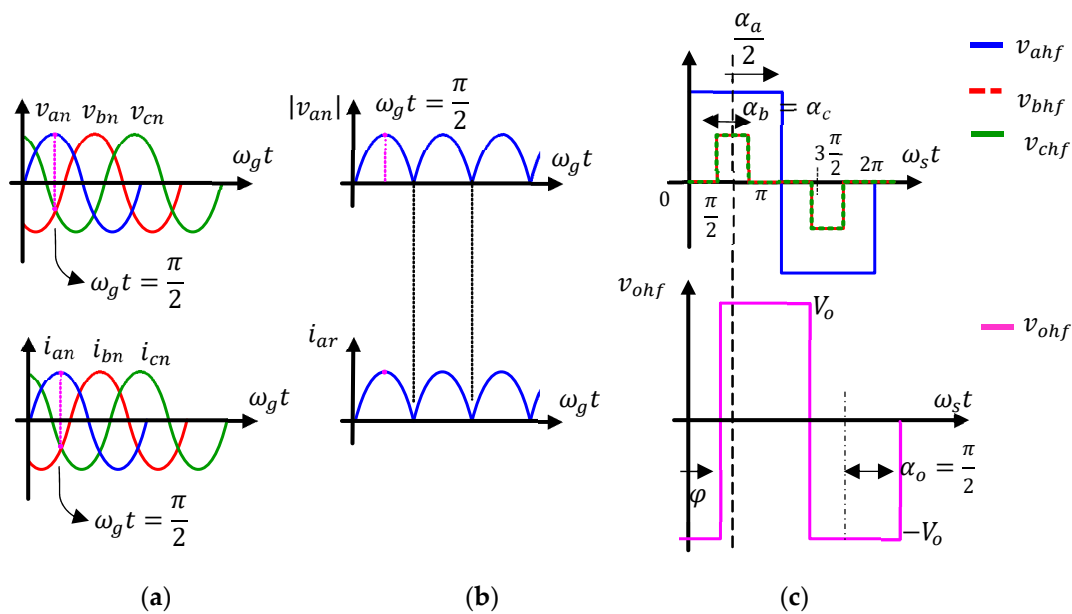 v_an v_bn v_cn
ω_g t
ω_g t = π/2
i_an i_bn i_cn
ω_g t
ω_g t = π/2
(a)
|v_an|
ω_g t = π/2
ω_g t
i_ar
ω_g t
(b)
α_a/2
α_b = α_c
3 π/2
2π
ω_s t
0
π/2
π
v_ahf
v_bhf
v_chf
v_ohf
V_o
v_ohf
ω_s t
φ
α_o = π/2
−V_o
(c)